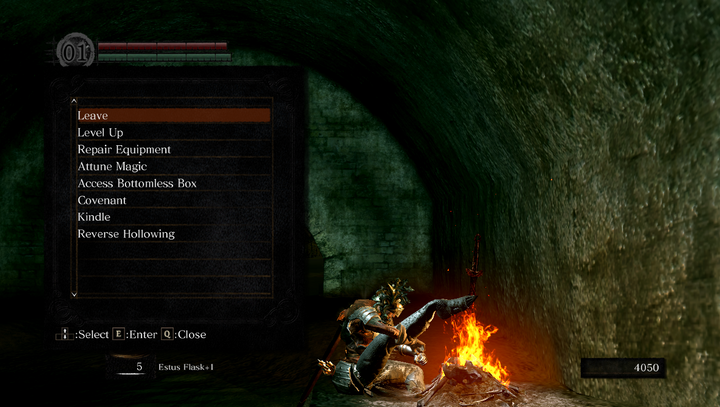 01
Leave
Level Up
Repair Equipment
Attune Magic
Access Bottomless Box
Covenant
Kindle
Reverse Hollowing
:Select E:Enter Q:Close
5 Estus Flask+1
4050